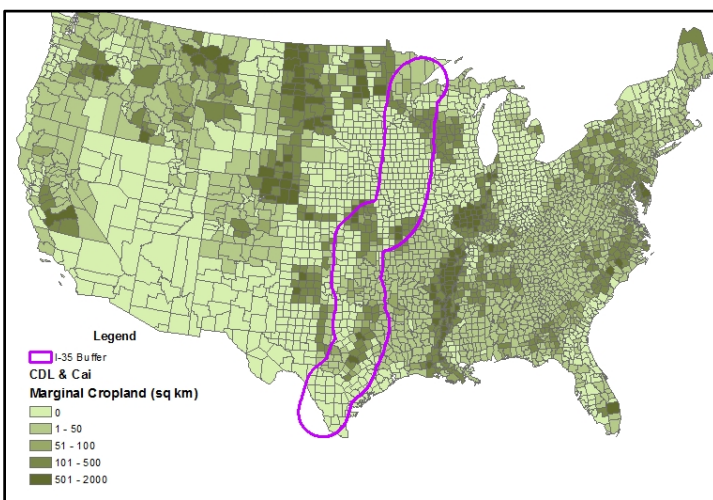 Legend
I-35 Buffer
CDL & Cai
Marginal Cropland (sq km)
0
1 - 50
51 - 100
101 - 500
501 - 2000